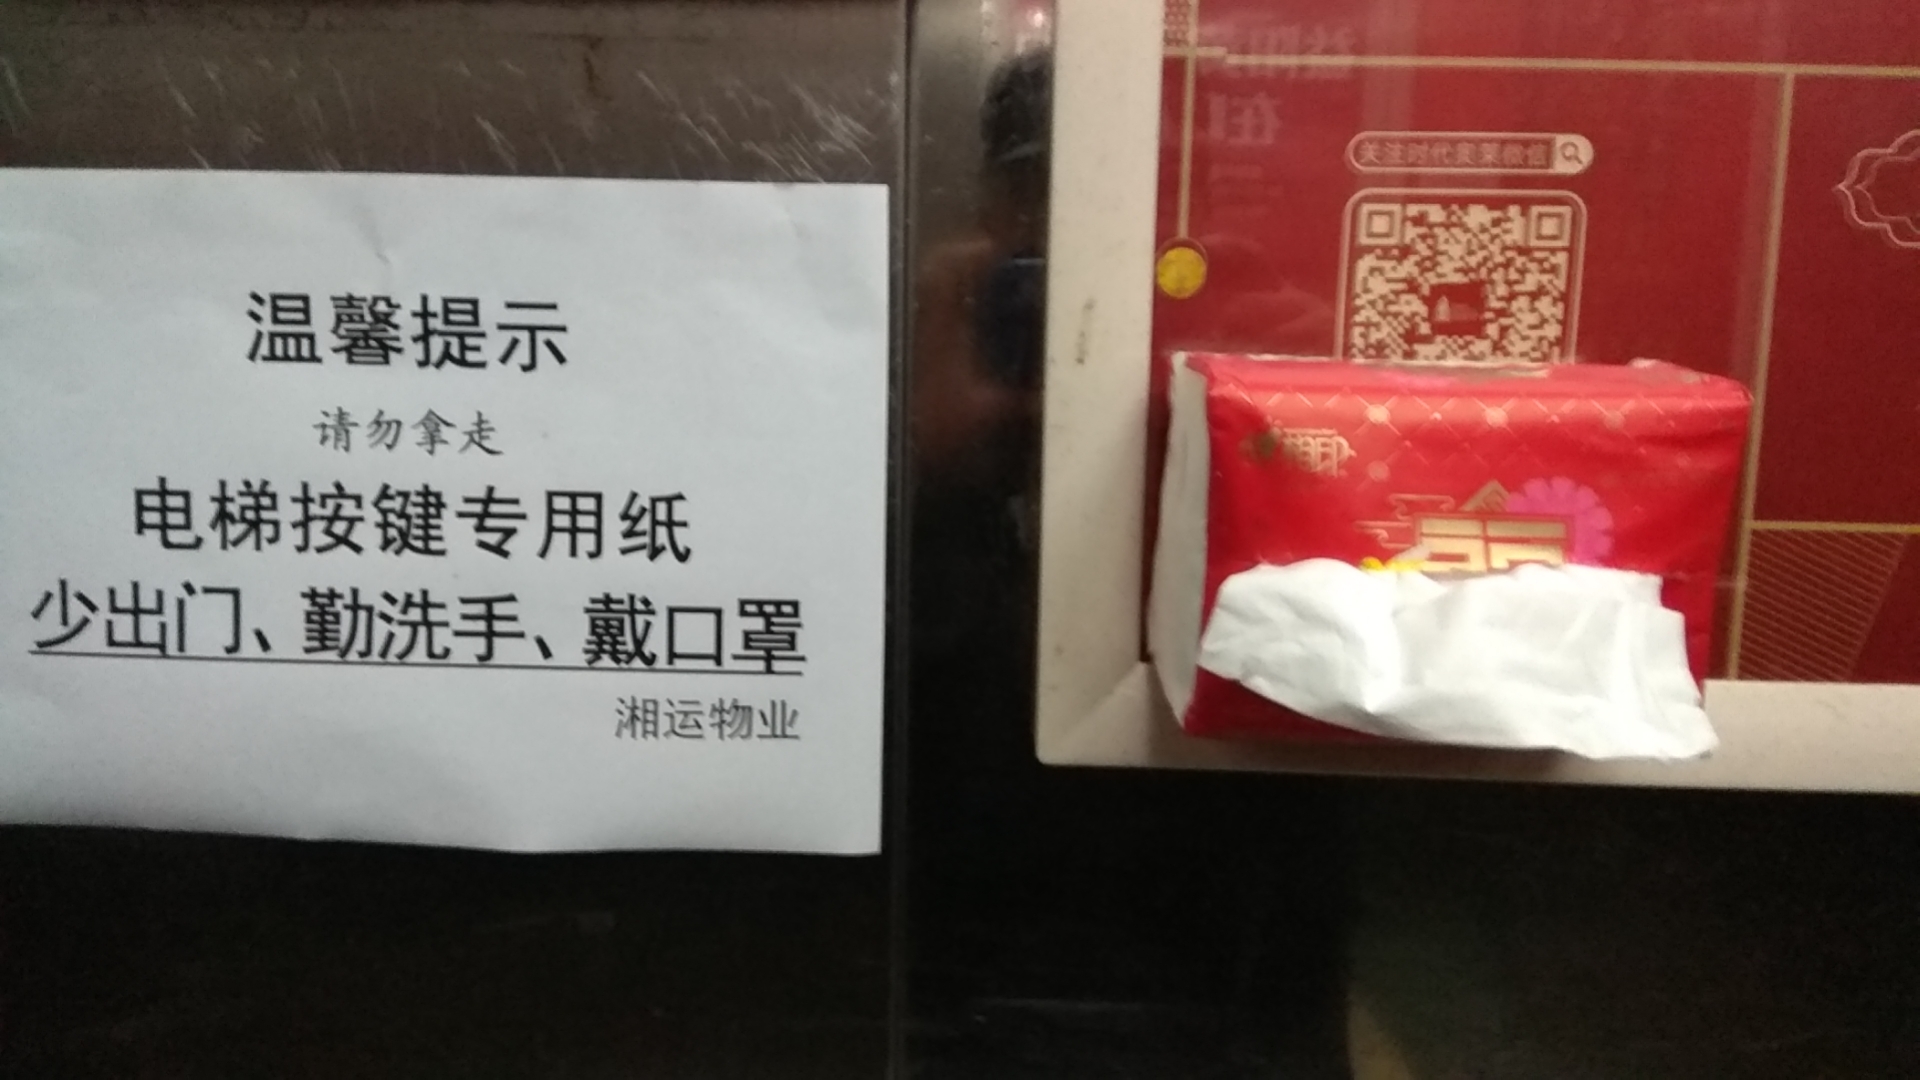 温馨提示
请勿拿走
电梯按键专用纸
少出门、勤洗手、戴口罩
湘运物业
关注时代奥莱微信